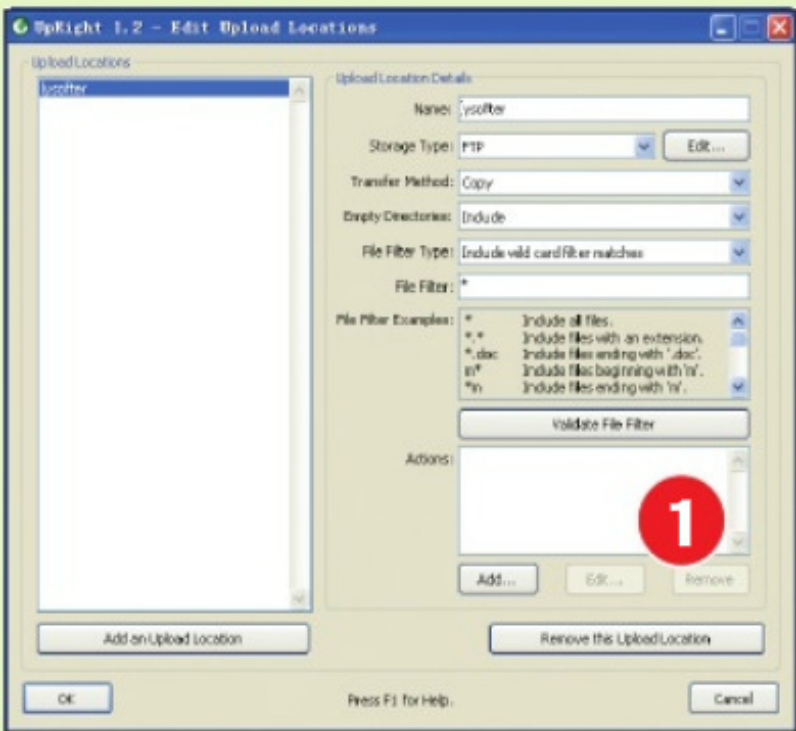 UpRight 1.2 - Edit Upload Locations
Upload Locations
lysofter
Upload Location Details
Name: lysofter
Storage Type: FTP Edit...
Transfer Method: Copy
Empty Directories: Include
File Filter Type: Include wild card filter matches
File Filter: *
File Filter Examples: * Include all files.
*.* Include files with an extension.
*.doc Include files ending with '.doc'.
m* Include files beginning with 'm'.
*m Include files ending with 'm'.
Validate File Filter
Actions:
1
Add... Edit... Remove
Add an Upload Location Remove this Upload Location
OK Press F1 for Help. Cancel